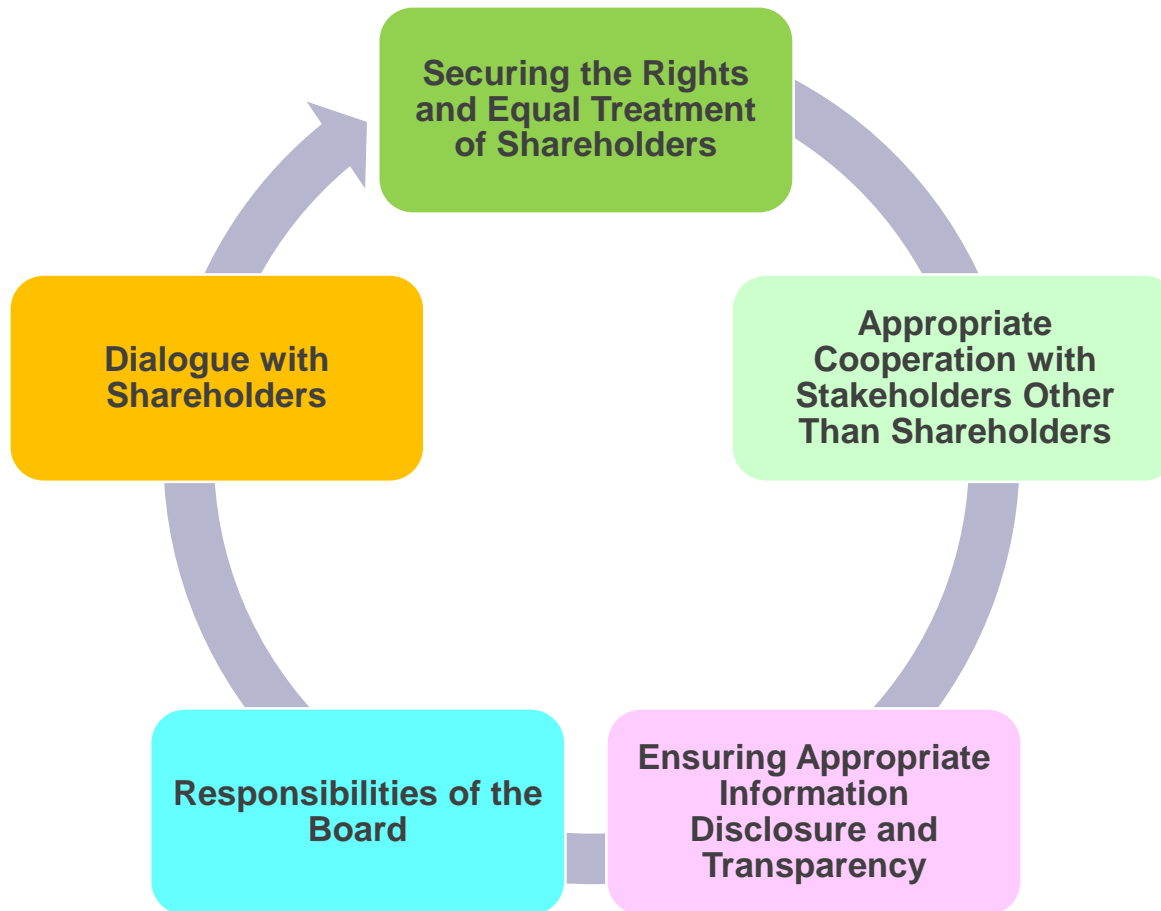 Securing the Rights
and Equal Treatment
of Shareholders
Appropriate
Cooperation with
Stakeholders Other
Than Shareholders
Ensuring Appropriate
Information
Disclosure and
Transparency
Responsibilities of the
Board
Dialogue with
Shareholders